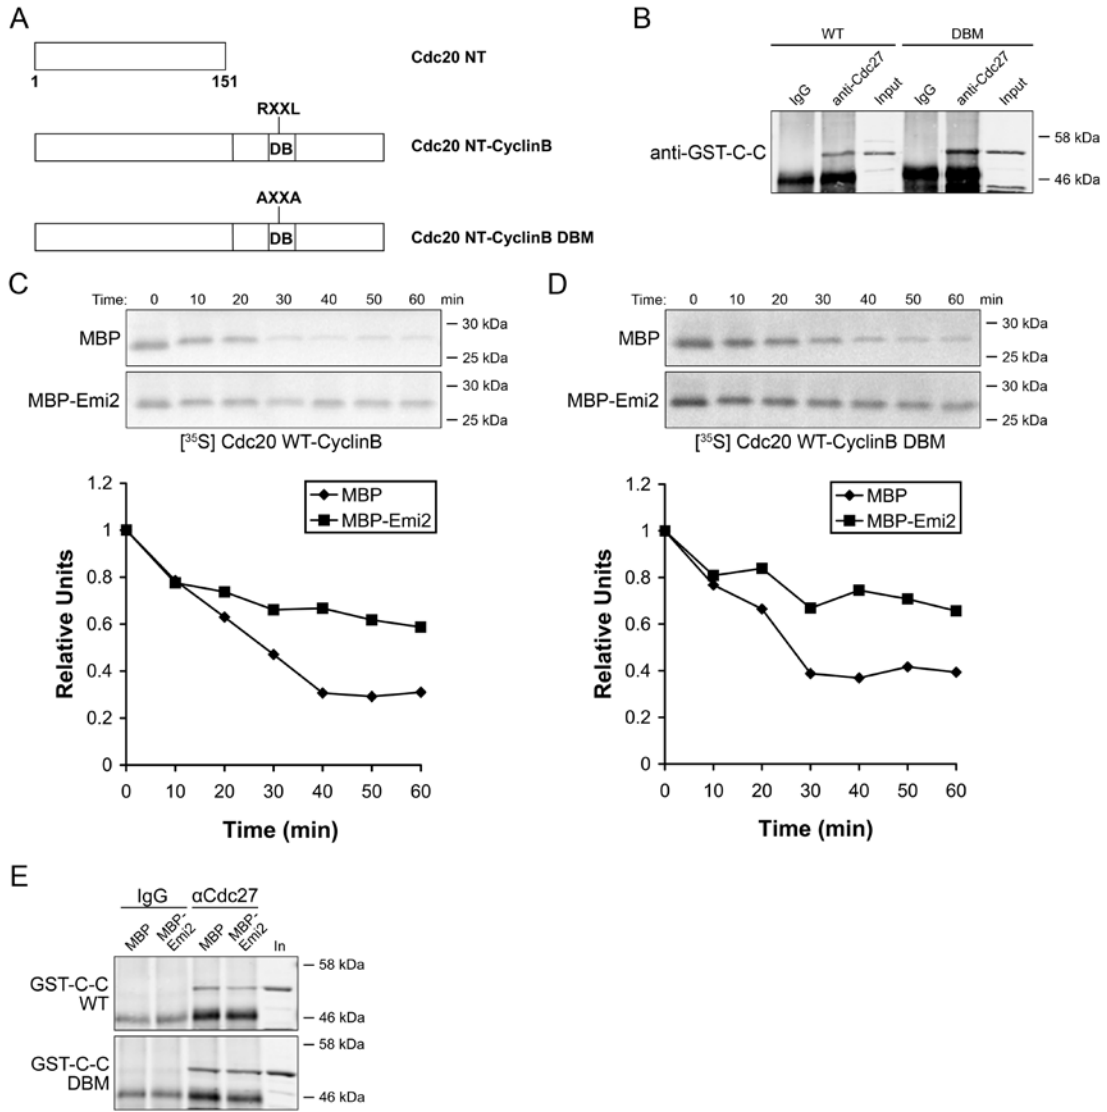 A
Cdc20 NT
1 151
RXXL
DB
Cdc20 NT-CyclinB
AXXA
DB
Cdc20 NT-CyclinB DBM
B
WT DBM
IgG anti-Cdc27 Input IgG anti-Cdc27 Input
anti-GST-C-C
58 kDa
46 kDa
C
Time: 0 10 20 30 40 50 60 min
MBP
30 kDa
25 kDa
MBP-Emi2
30 kDa
25 kDa
[³⁵S] Cdc20 WT-CyclinB
1.2
1
0.8
0.6
0.4
0.2
0
Relative Units
MBP
MBP-Emi2
0 10 20 30 40 50 60
Time (min)
D
Time: 0 10 20 30 40 50 60 min
MBP
30 kDa
25 kDa
MBP-Emi2
30 kDa
25 kDa
[³⁵S] Cdc20 WT-CyclinB DBM
1.2
1
0.8
0.6
0.4
0.2
0
Relative Units
MBP
MBP-Emi2
0 10 20 30 40 50 60
Time (min)
E
IgG αCdc27
MBP MBP-Emi2 MBP MBP-Emi2 In
GST-C-C
WT
58 kDa
46 kDa
GST-C-C
DBM
58 kDa
46 kDa